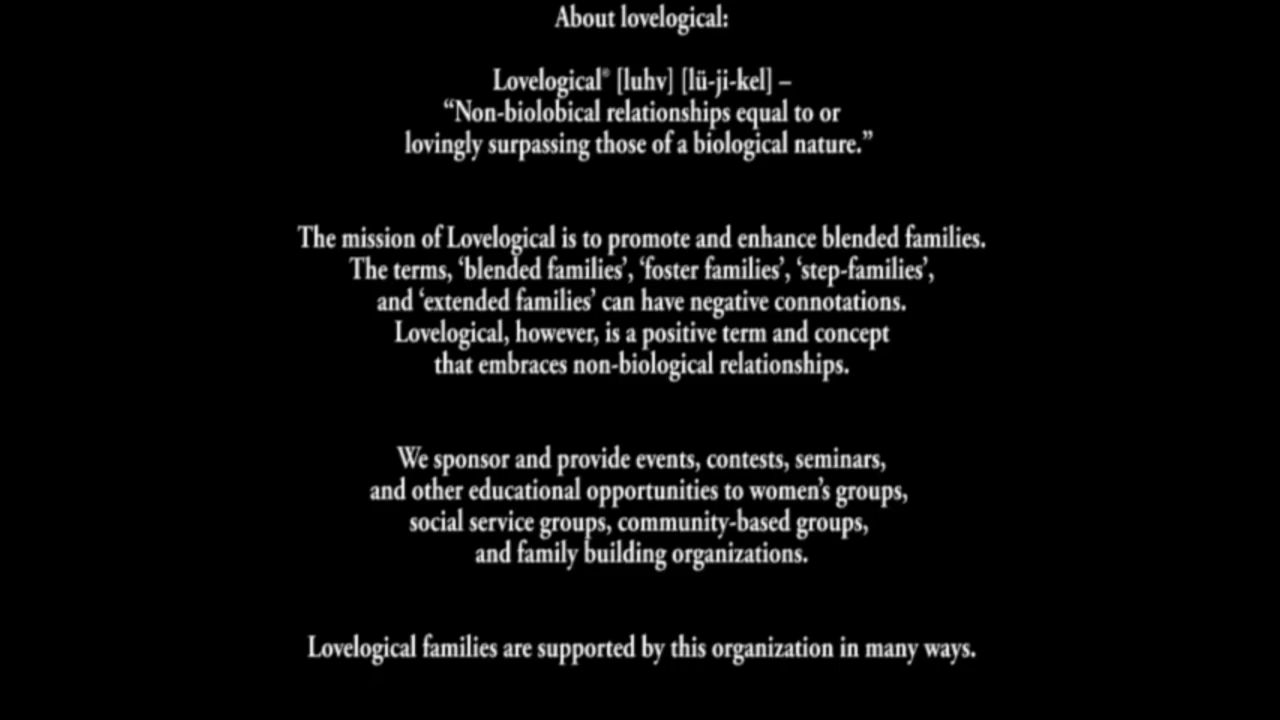 About lovelogical:
Lovelogical® [luhv] [lü-ji-kel] –
“Non-biolobical relationships equal to or
lovingly surpassing those of a biological nature.”
The mission of Lovelogical is to promote and enhance blended families.
The terms, ‘blended families’, ‘foster families’, ‘step-families’,
and ‘extended families’ can have negative connotations.
Lovelogical, however, is a positive term and concept
that embraces non-biological relationships.
We sponsor and provide events, contests, seminars,
and other educational opportunities to women’s groups,
social service groups, community-based groups,
and family building organizations.
Lovelogical families are supported by this organization in many ways.